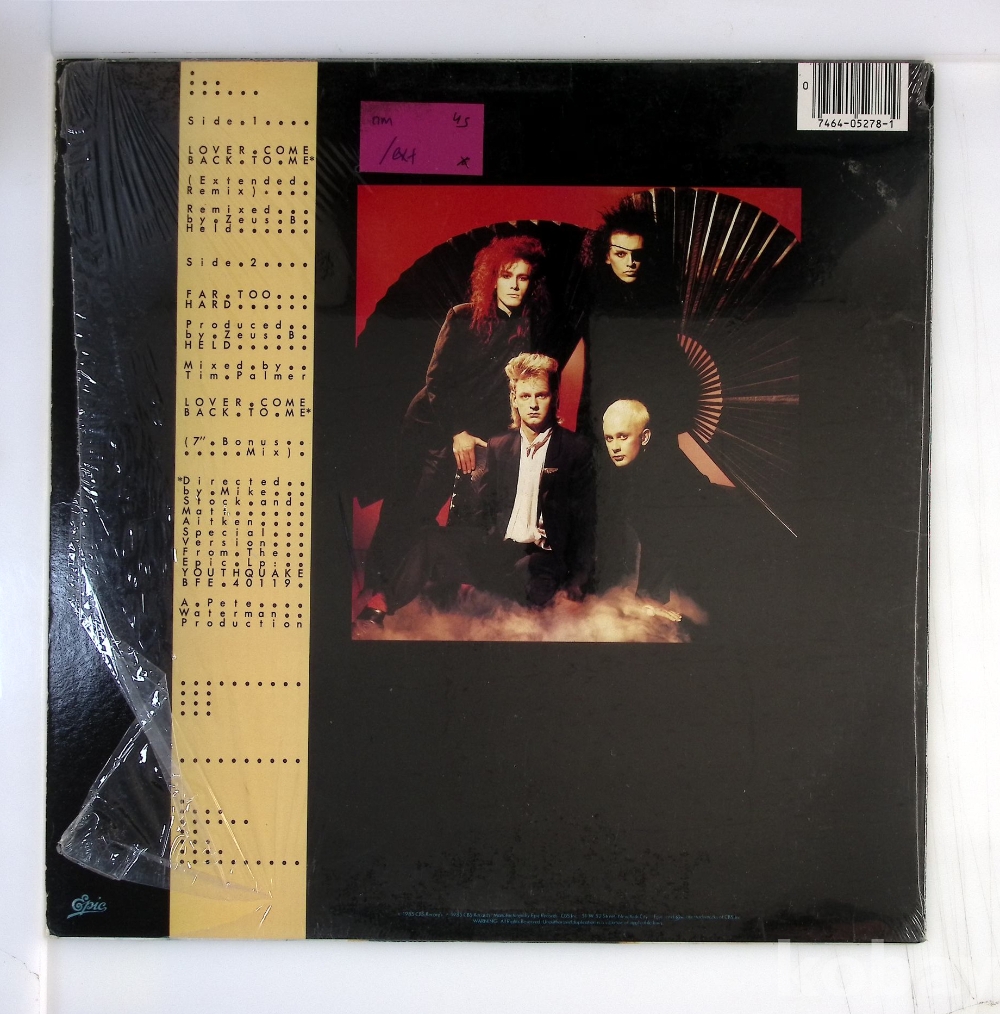 Side.1....
LOVER.COME
BACK.TO.ME*
(Extended.
Remix)....
Remixed...
by.Zeus.B.
Held......
Side.2....
FAR.TOO...
HARD......
Produced..
by.Zeus.B.
HELD......
Mixed.by..
Tim.Palmer
LOVER.COME
BACK.TO.ME*
(7".Bonus..
.....Mix).
*Directed..
by.Mike...
Stock.and.
Matt......
Aitken....
Special...
Version...
From.The..
Epic.Lp:..
YOUTHQUAKE
BFE.40119.
A.Pete....
Waterman..
Production
nm US
0
7464-05278-1
Epic